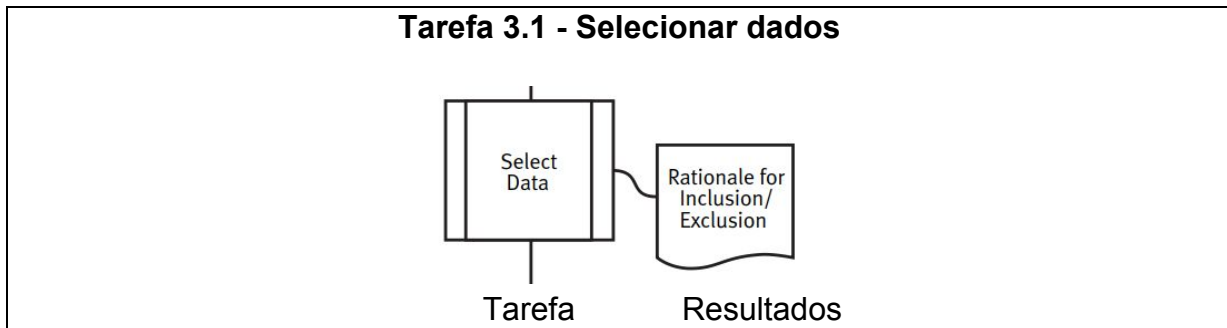 Tarefa 3.1 - Selecionar dados
Select
Data
Rationale for
Inclusion/
Exclusion
Tarefa Resultados